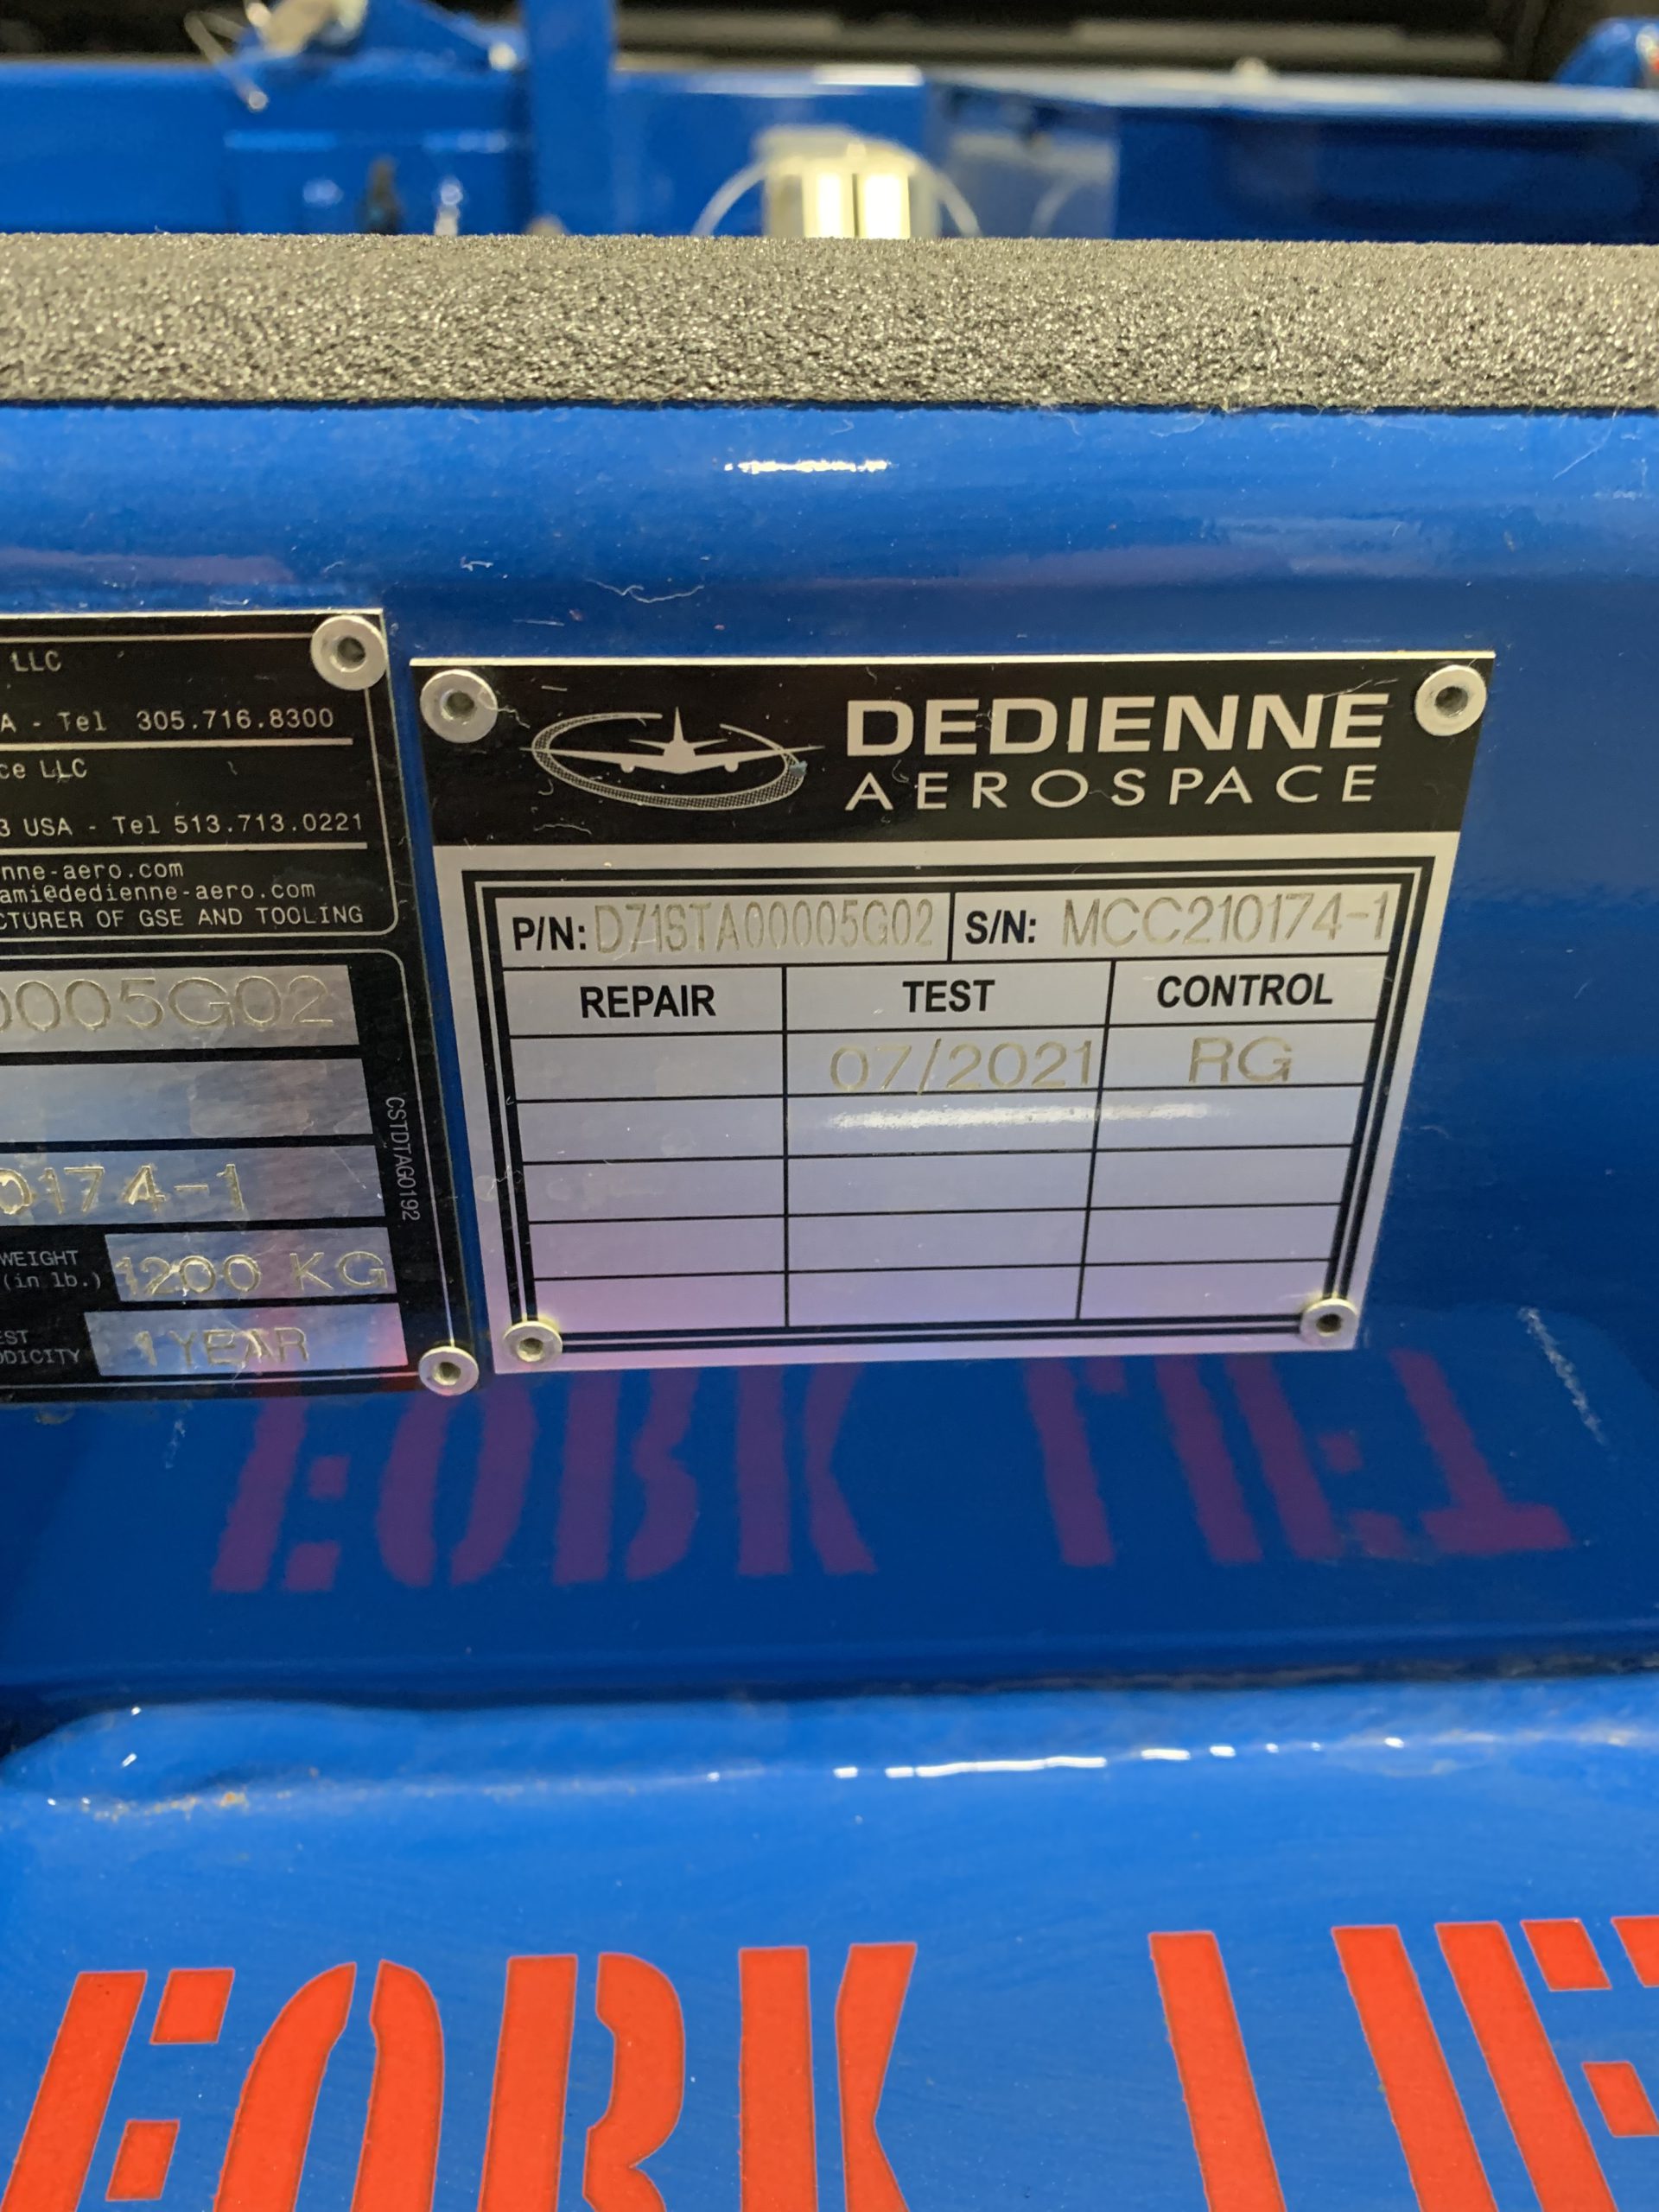 LLC
A - Tel 305.716.8300
ce LLC
3 USA - Tel 513.713.0221
nne-aero.com
ami@dedienne-aero.com
CTURER OF GSE AND TOOLING
0005G02
0174-1
WEIGHT
(in lb.) 1200 KG
EST
ODICITY 1 YEAR
CSTDTAG0192
DEDIENNE
AEROSPACE
P/N: D71STA00005G02 S/N: MCC210174-1
REPAIR TEST CONTROL
07/2021 RG
FORK LIFT
FORK LIF